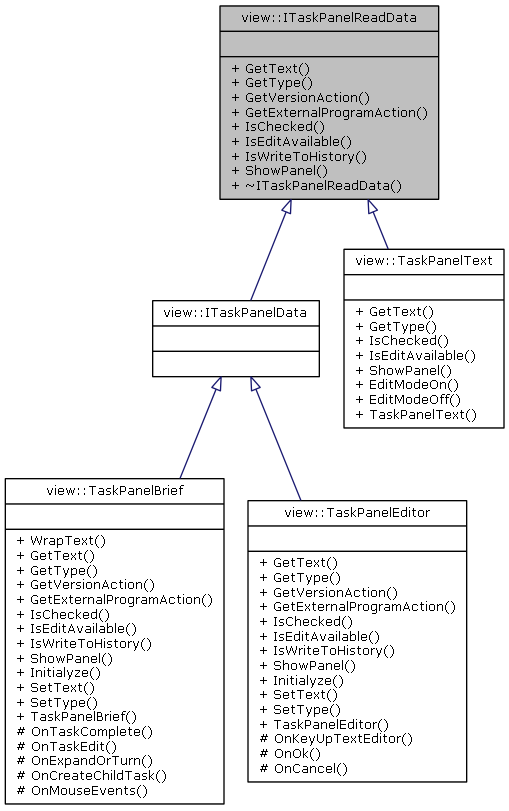 view::ITaskPanelReadData
+ GetText()
+ GetType()
+ GetVersionAction()
+ GetExternalProgramAction()
+ IsChecked()
+ IsEditAvailable()
+ IsWriteToHistory()
+ ShowPanel()
+ ~ITaskPanelReadData()
view::TaskPanelText
+ GetText()
+ GetType()
+ IsChecked()
+ IsEditAvailable()
+ ShowPanel()
+ EditModeOn()
+ EditModeOff()
+ TaskPanelText()
view::ITaskPanelData
view::TaskPanelBrief
+ WrapText()
+ GetText()
+ GetType()
+ GetVersionAction()
+ GetExternalProgramAction()
+ IsChecked()
+ IsEditAvailable()
+ IsWriteToHistory()
+ ShowPanel()
+ Initialyze()
+ SetText()
+ SetType()
+ TaskPanelBrief()
# OnTaskComplete()
# OnTaskEdit()
# OnExpandOrTurn()
# OnCreateChildTask()
# OnMouseEvents()
view::TaskPanelEditor
+ GetText()
+ GetType()
+ GetVersionAction()
+ GetExternalProgramAction()
+ IsChecked()
+ IsEditAvailable()
+ IsWriteToHistory()
+ ShowPanel()
+ Initialyze()
+ SetText()
+ SetType()
+ TaskPanelEditor()
# OnKeyUpTextEditor()
# OnOk()
# OnCancel()